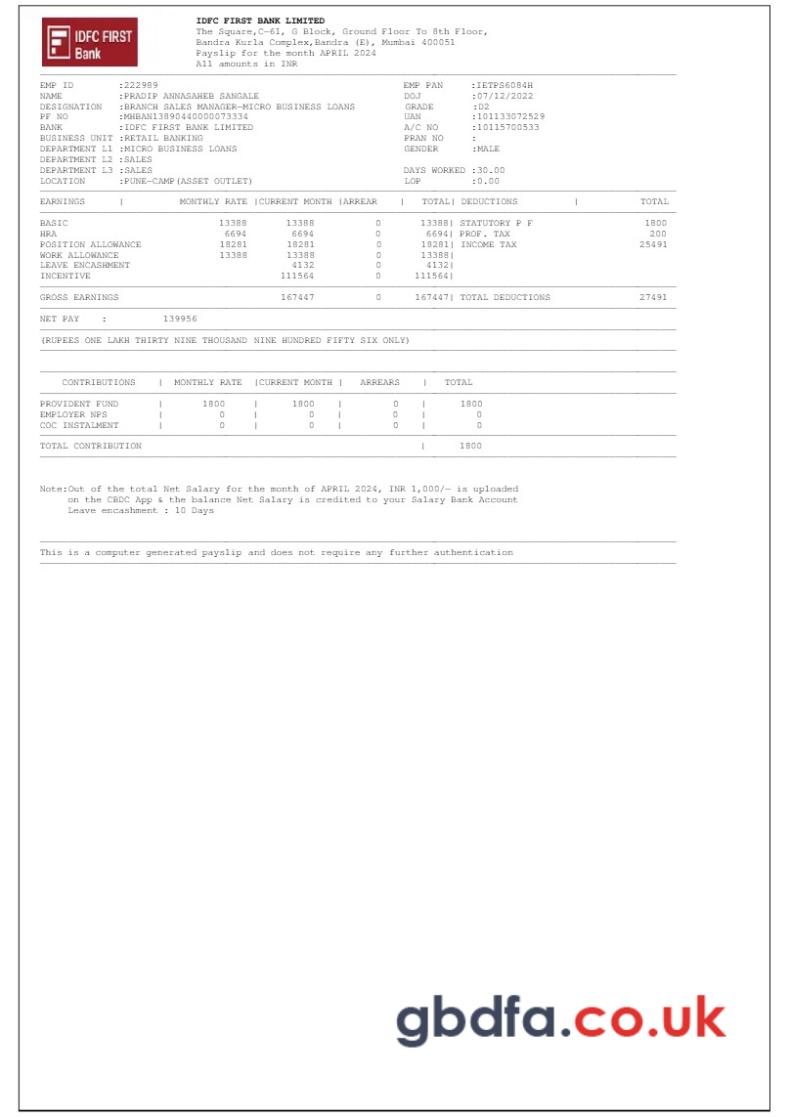 IDFC FIRST
Bank
IDFC FIRST BANK LIMITED
The Square,C-61, G Block, Ground Floor To 8th Floor,
Bandra Kurla Complex,Bandra (E), Mumbai 400051
Payslip for the month APRIL 2024
All amounts in INR
EMP ID :222989 EMP PAN :IETPS6084H
NAME :PRADIP ANNASAHEB SANGALE DOJ :07/12/2022
DESIGNATION :BRANCH SALES MANAGER-MICRO BUSINESS LOANS GRADE :D2
PF NO :MHBAN13890440000073334 UAN :101133072529
BANK :IDFC FIRST BANK LIMITED A/C NO :10115700533
BUSINESS UNIT :RETAIL BANKING PRAN NO :
DEPARTMENT L1 :MICRO BUSINESS LOANS GENDER :MALE
DEPARTMENT L2 :SALES
DEPARTMENT L3 :SALES DAYS WORKED :30.00
LOCATION :PUNE-CAMP(ASSET OUTLET) LOP :0.00
EARNINGS | MONTHLY RATE |CURRENT MONTH |ARREAR | TOTAL| DEDUCTIONS | TOTAL
BASIC 13388 13388 0 13388| STATUTORY P F 1800
HRA 6694 6694 0 6694| PROF. TAX 200
POSITION ALLOWANCE 18281 18281 0 18281| INCOME TAX 25491
WORK ALLOWANCE 13388 13388 0 13388|
LEAVE ENCASHMENT 4132 0 4132|
INCENTIVE 111564 0 111564|
GROSS EARNINGS 167447 0 167447| TOTAL DEDUCTIONS 27491
NET PAY : 139956
(RUPEES ONE LAKH THIRTY NINE THOUSAND NINE HUNDRED FIFTY SIX ONLY)
CONTRIBUTIONS | MONTHLY RATE |CURRENT MONTH | ARREARS | TOTAL
PROVIDENT FUND | 1800 | 1800 | 0 | 1800
EMPLOYER NPS | 0 | 0 | 0 | 0
COC INSTALMENT | 0 | 0 | 0 | 0
TOTAL CONTRIBUTION | 1800
Note:Out of the total Net Salary for the month of APRIL 2024, INR 1,000/- is uploaded
on the CBDC App & the balance Net Salary is credited to your Salary Bank Account
Leave encashment : 10 Days
This is a computer generated payslip and does not require any further authentication
gbdfa.co.uk